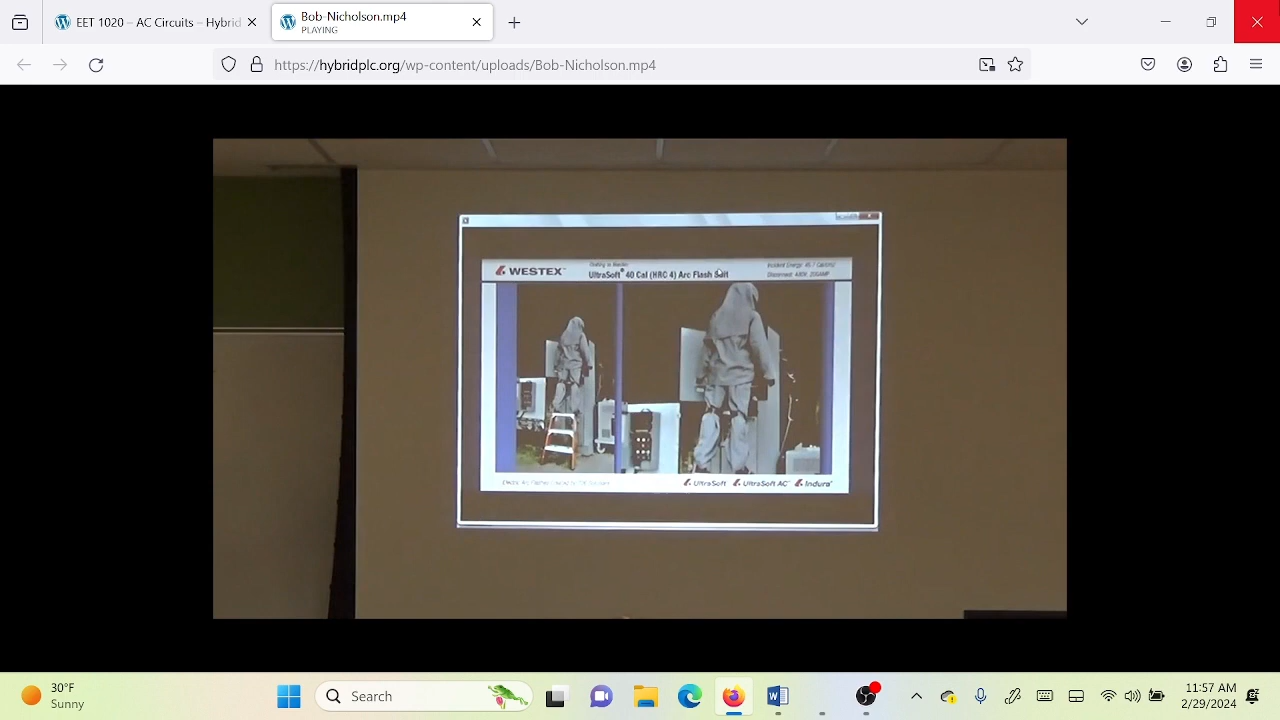 EET 1020 – AC Circuits – Hybrid
Bob-Nicholson.mp4
PLAYING
https://hybridplc.org/wp-content/uploads/Bob-Nicholson.mp4
WESTEX™
UltraSoft® 40 Cal (HRC 4) Arc Flash Suit
UltraSoft
UltraSoft AC™
Indura®
30°F
Sunny
Search
11:57 AM
2/29/2024